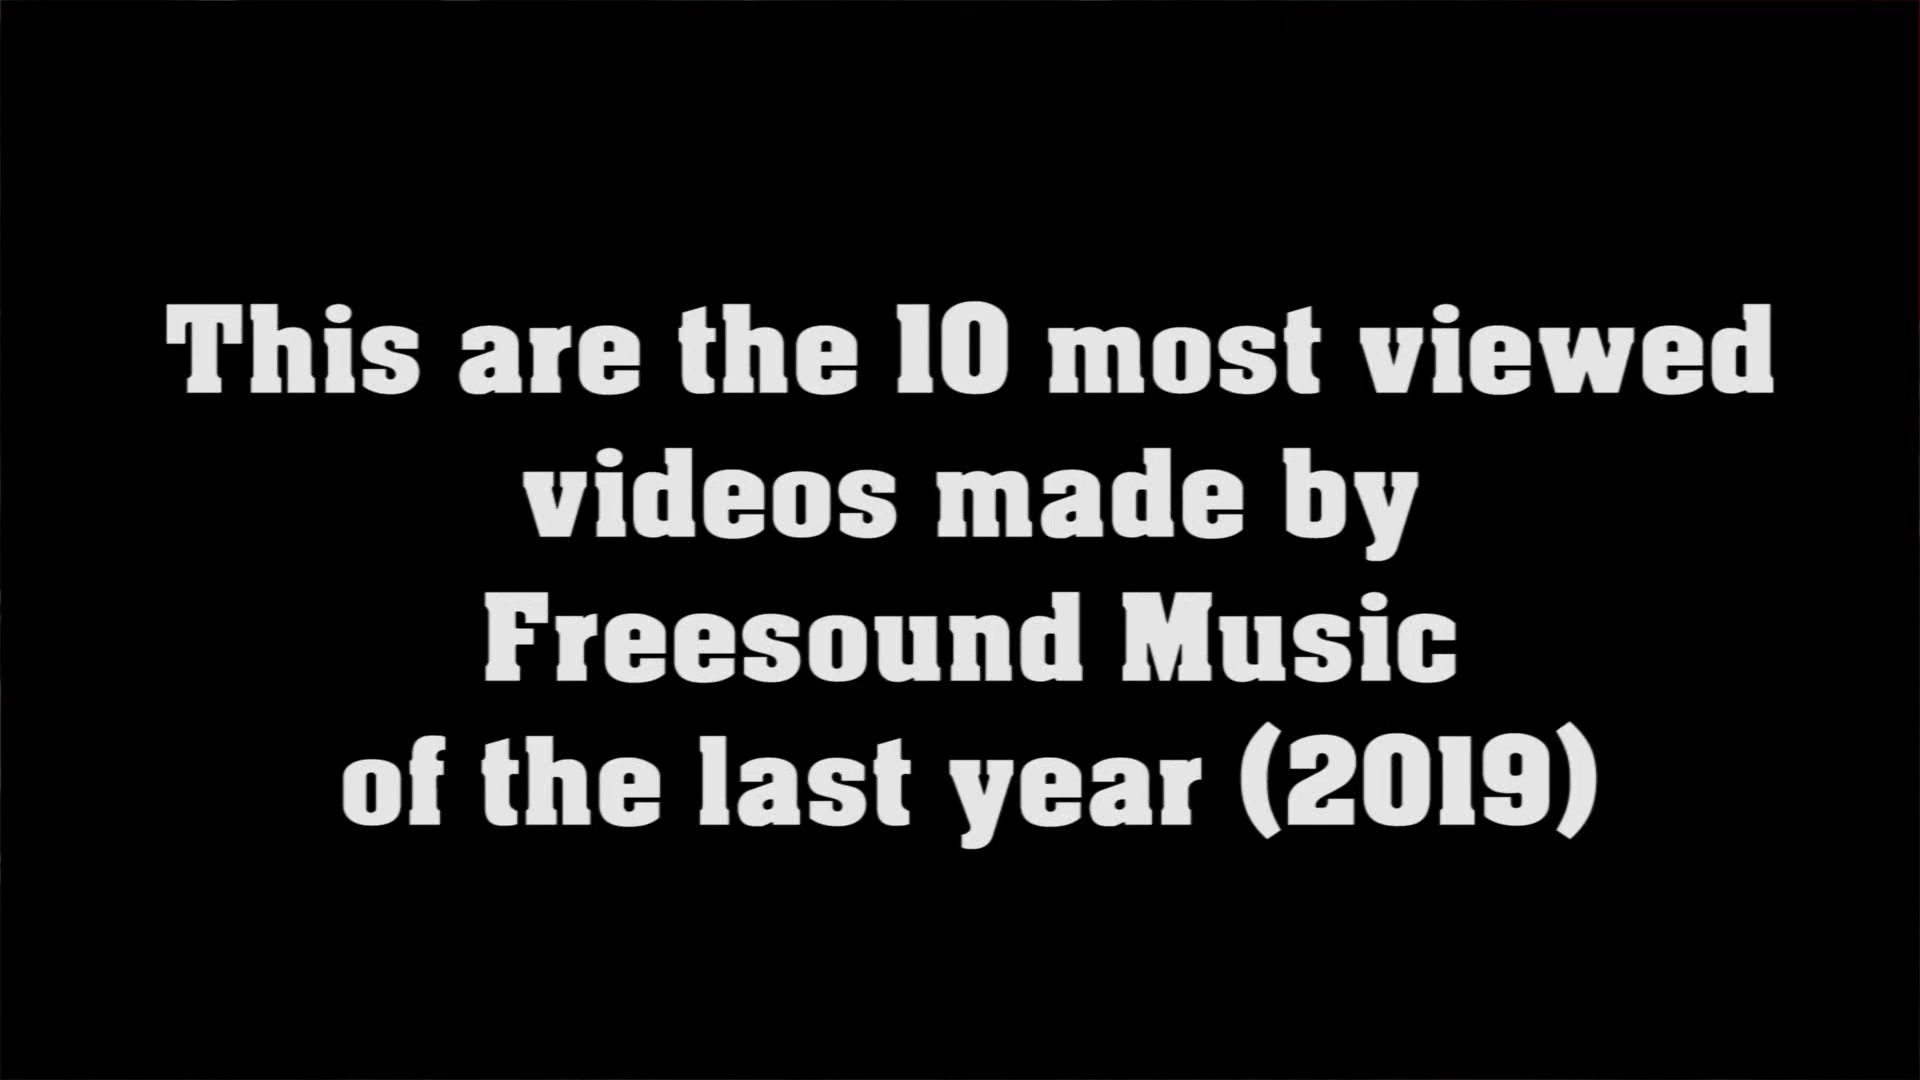 This are the 10 most viewed
videos made by
Freesound Music
of the last year (2019)